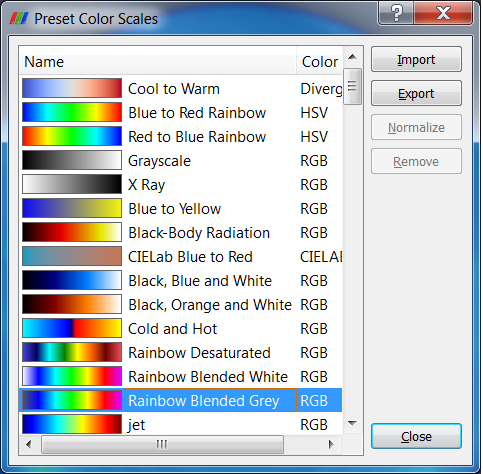 Preset Color Scales
Name Color
Cool to Warm Diverg
Blue to Red Rainbow HSV
Red to Blue Rainbow HSV
Grayscale RGB
X Ray RGB
Blue to Yellow RGB
Black-Body Radiation RGB
CIELab Blue to Red CIELA
Black, Blue and White RGB
Black, Orange and White RGB
Cold and Hot RGB
Rainbow Desaturated RGB
Rainbow Blended White RGB
Rainbow Blended Grey RGB
jet RGB
Import
Export
Normalize
Remove
Close